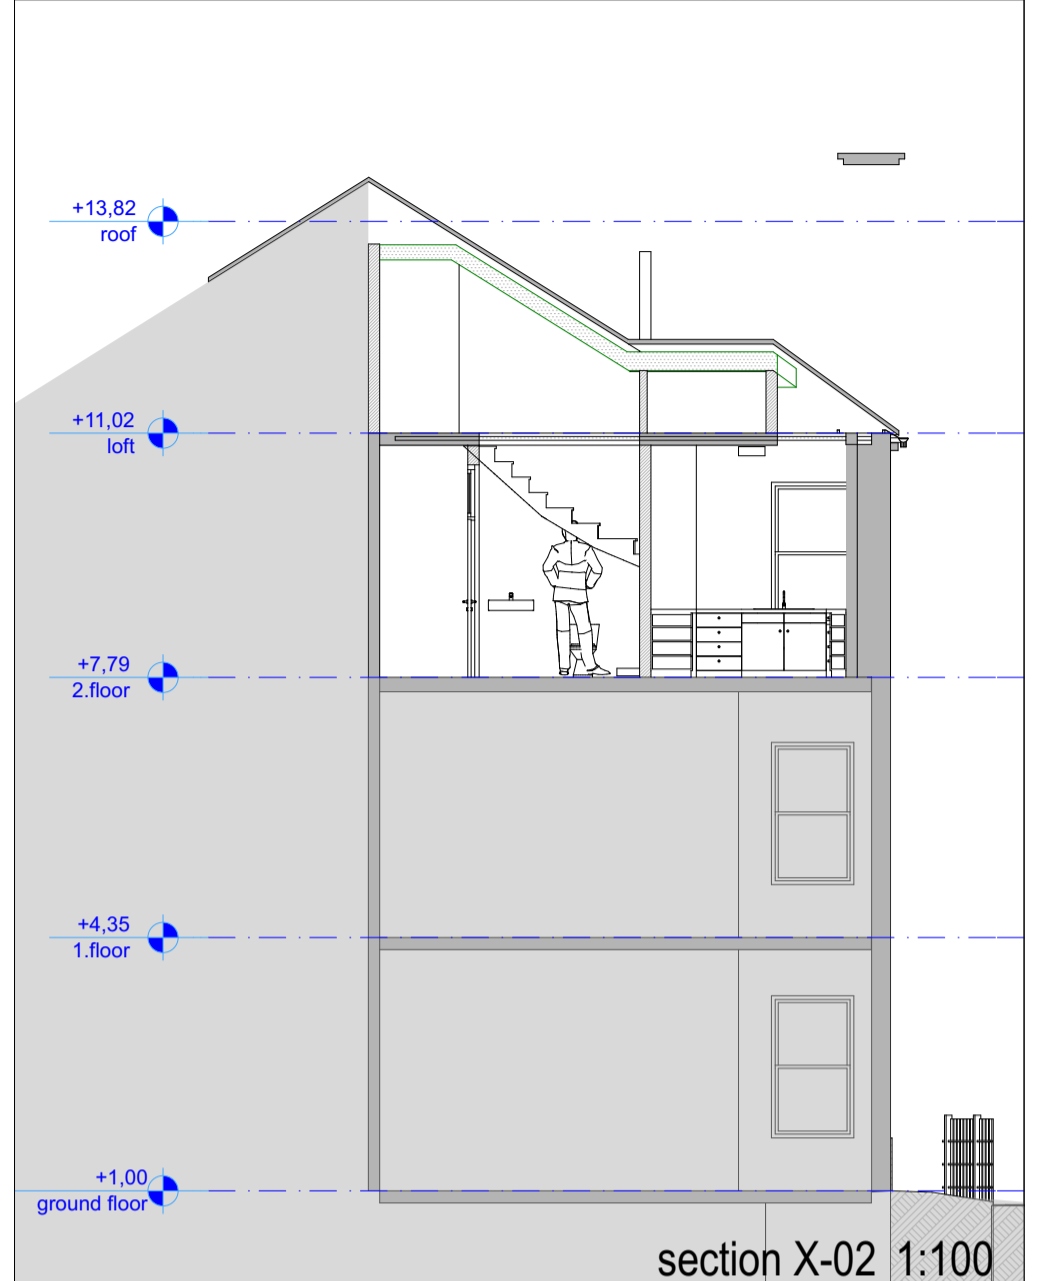 +13,82
roof
+11,02
loft
+7,79
2.floor
+4,35
1.floor
+1,00
ground floor
section X-02 1:100